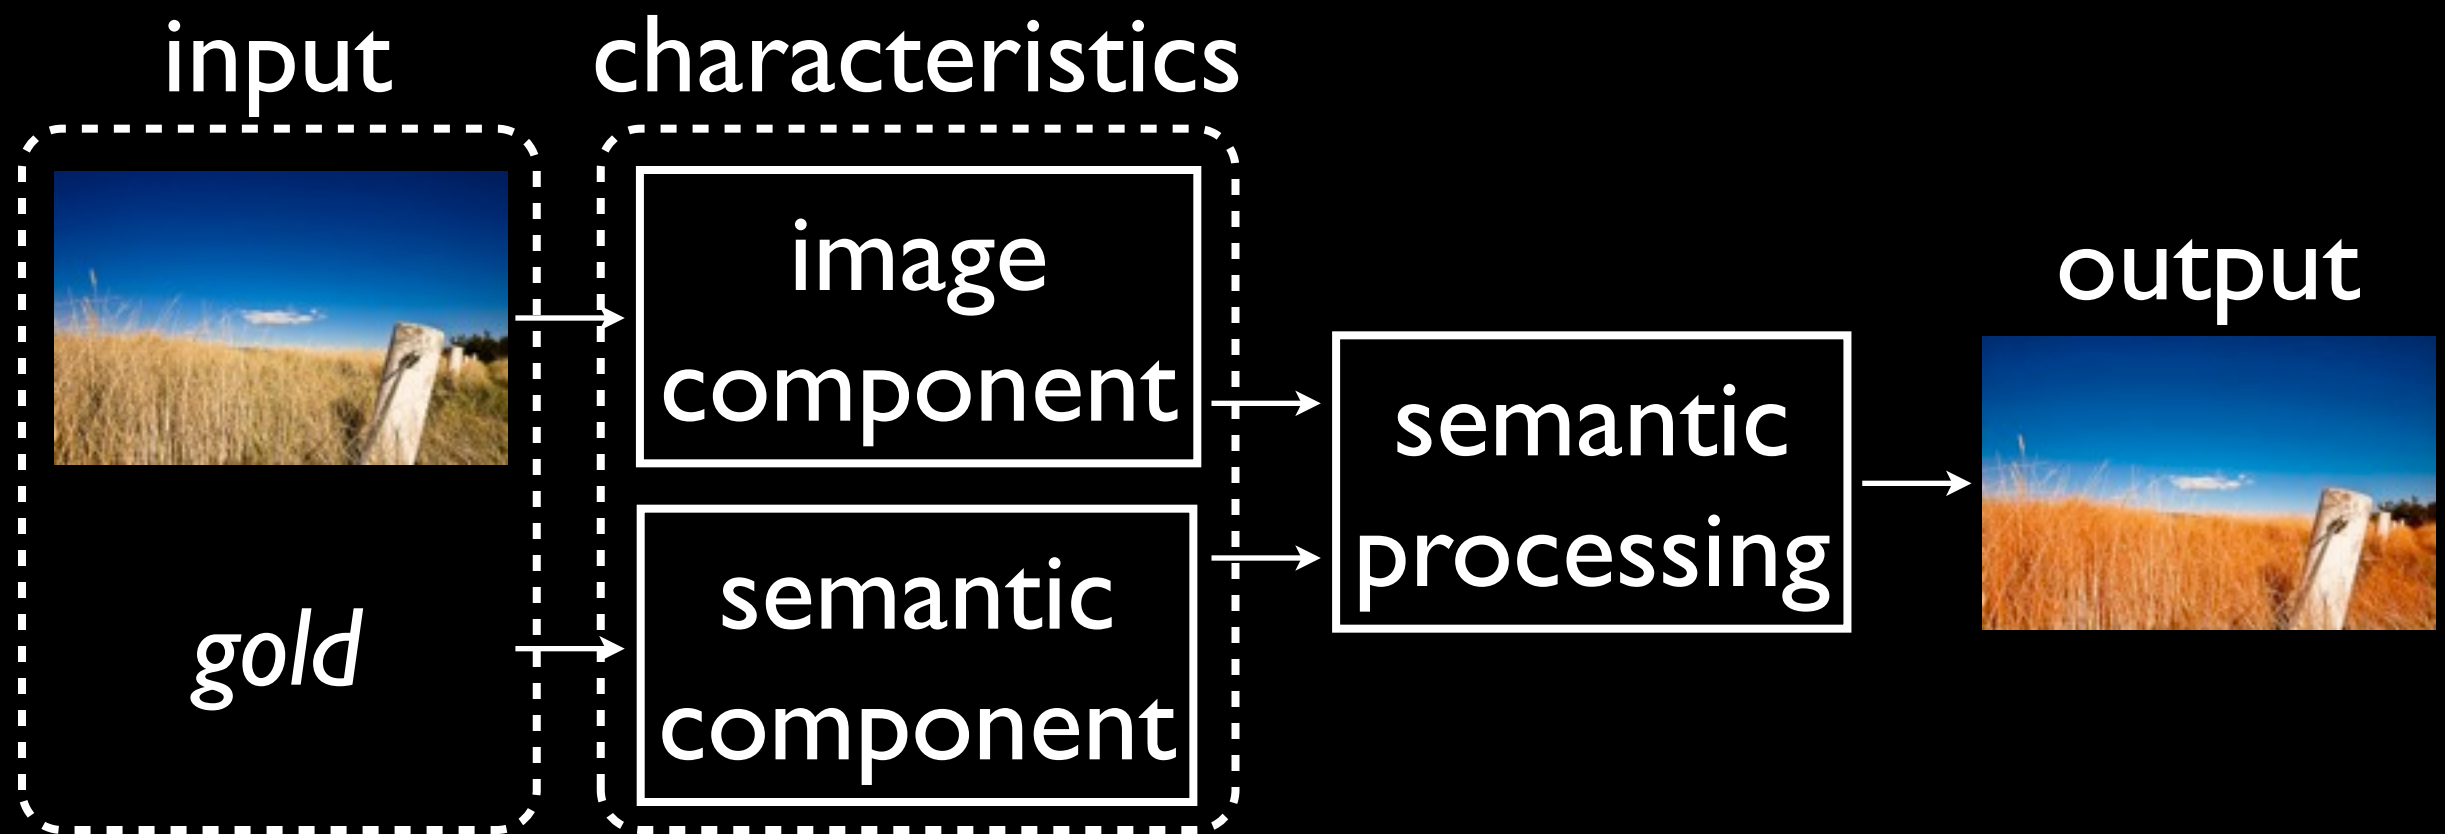 input
characteristics
image
component
gold
semantic
component
semantic
processing
output